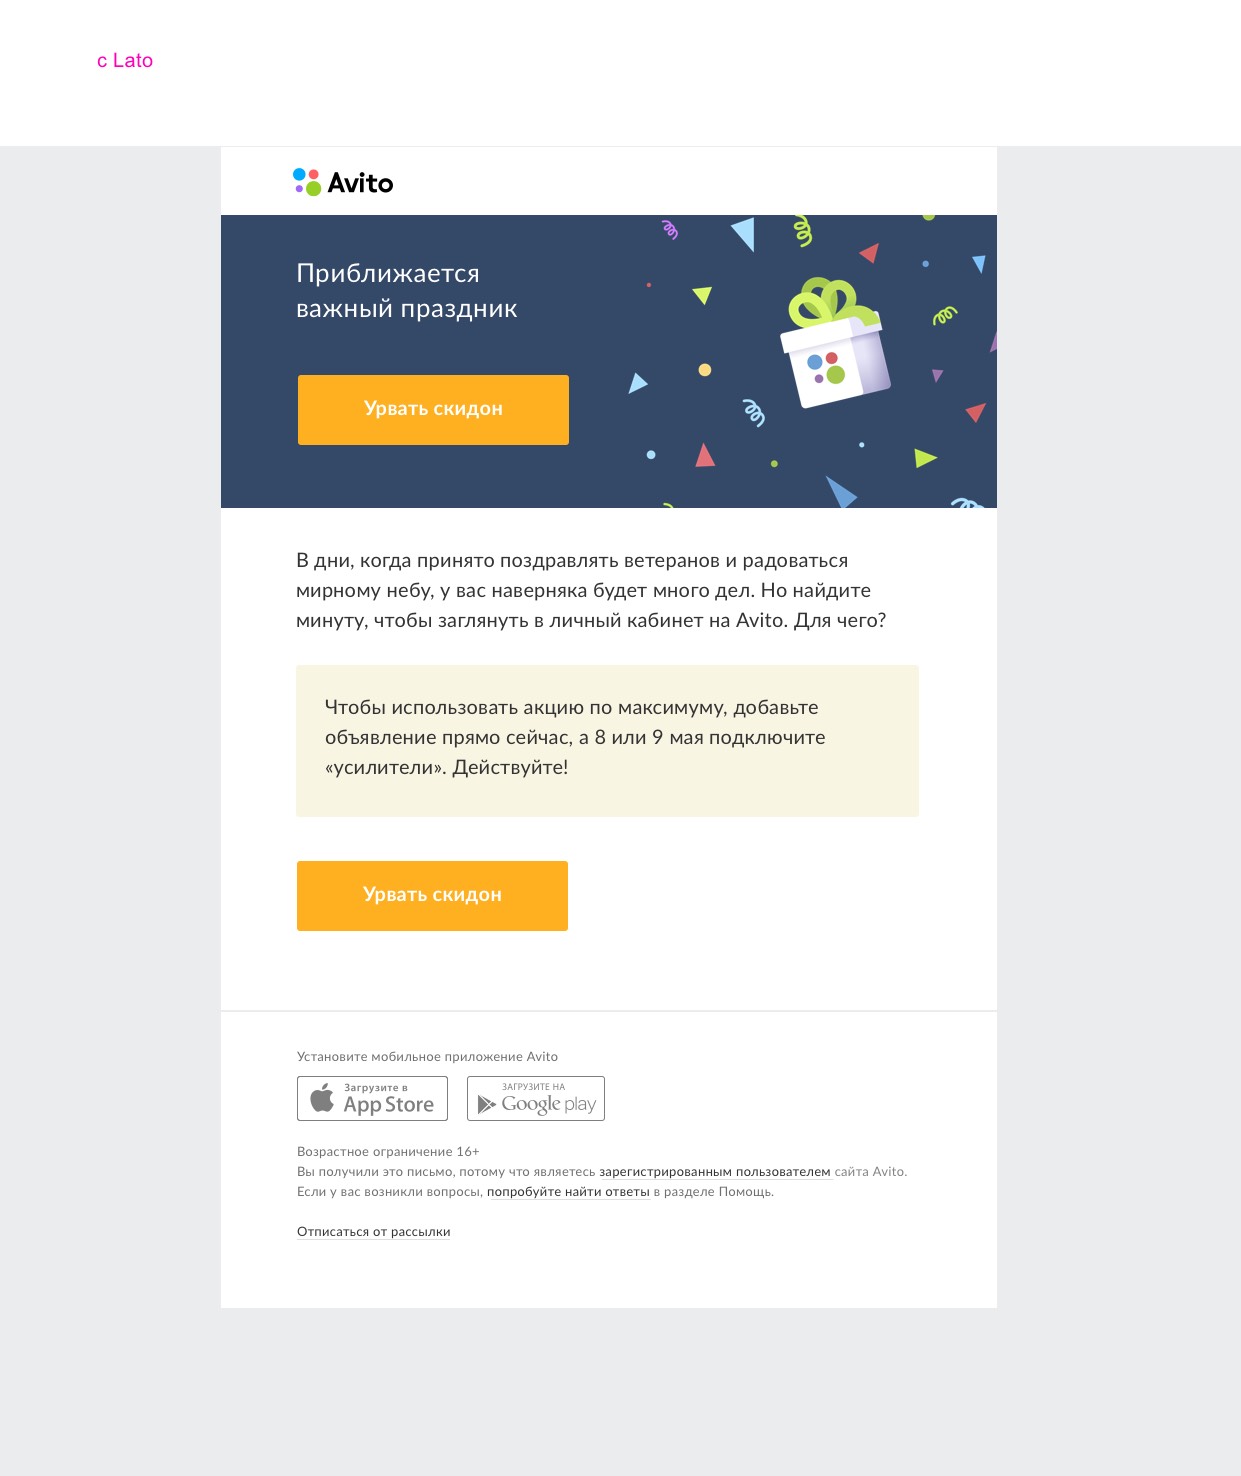 с Lato
Avito
Приближается
важный праздник
Урвать скидон
В дни, когда принято поздравлять ветеранов и радоваться
мирному небу, у вас наверняка будет много дел. Но найдите
минуту, чтобы заглянуть в личный кабинет на Avito. Для чего?
Чтобы использовать акцию по максимуму, добавьте
объявление прямо сейчас, а 8 или 9 мая подключите
«усилители». Действуйте!
Урвать скидон
Установите мобильное приложение Avito
Загрузите в
App Store
ЗАГРУЗИТЕ НА
Google play
Возрастное ограничение 16+
Вы получили это письмо, потому что являетесь зарегистрированным пользователем сайта Avito.
Если у вас возникли вопросы, попробуйте найти ответы в разделе Помощь.
Отписаться от рассылки